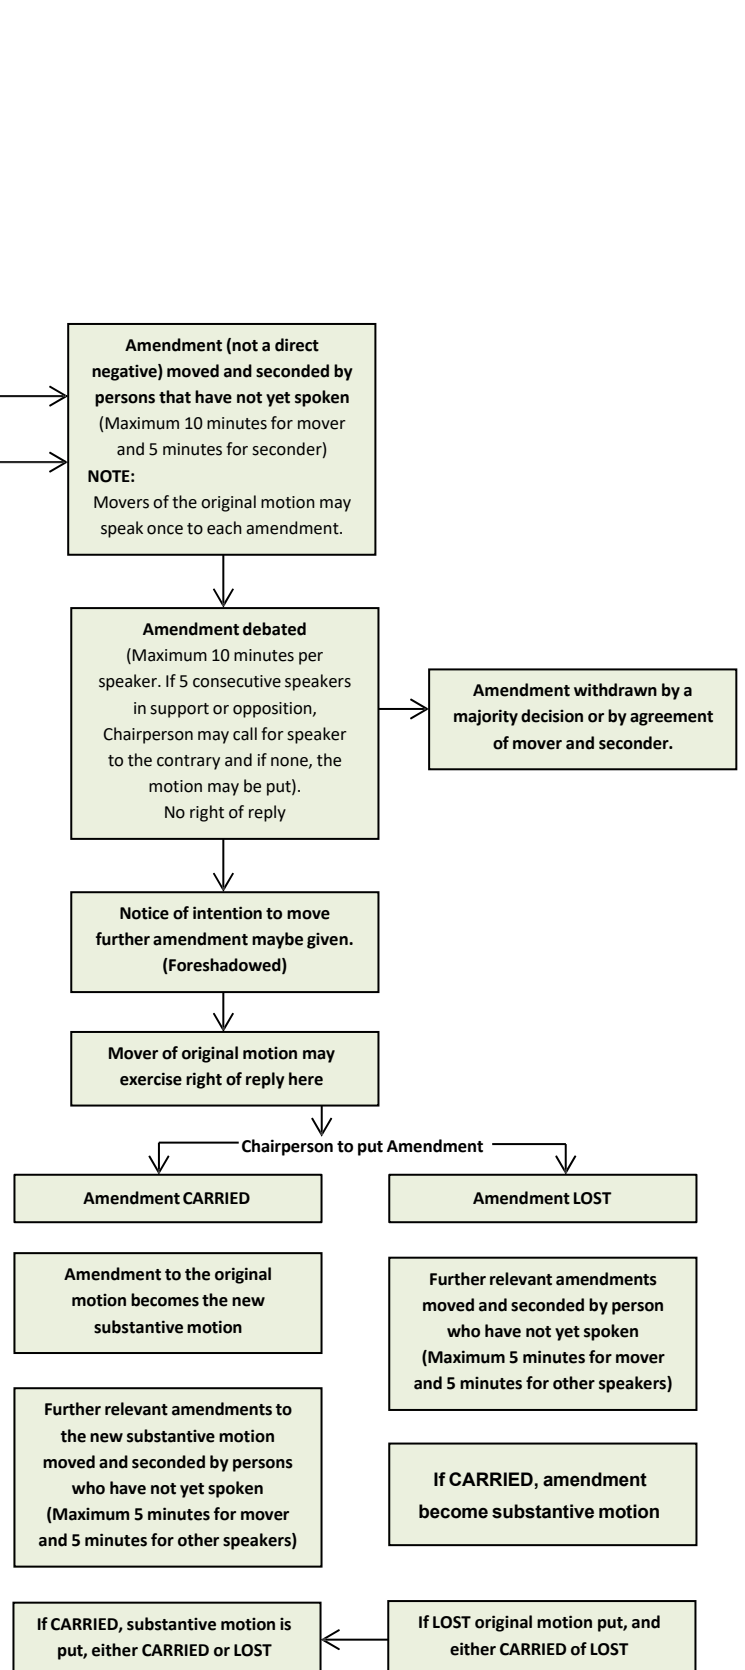 Amendment (not a direct
negative) moved and seconded by
persons that have not yet spoken
(Maximum 10 minutes for mover
and 5 minutes for seconder)
NOTE:
Movers of the original motion may
speak once to each amendment.
Amendment debated
(Maximum 10 minutes per
speaker. If 5 consecutive speakers
in support or opposition,
Chairperson may call for speaker
to the contrary and if none, the
motion may be put).
No right of reply
Amendment withdrawn by a
majority decision or by agreement
of mover and seconder.
Notice of intention to move
further amendment maybe given.
(Foreshadowed)
Mover of original motion may
exercise right of reply here
Chairperson to put Amendment
Amendment CARRIED
Amendment to the original
motion becomes the new
substantive motion
Further relevant amendments to
the new substantive motion
moved and seconded by persons
who have not yet spoken
(Maximum 5 minutes for mover
and 5 minutes for other speakers)
If CARRIED, substantive motion is
put, either CARRIED or LOST
Amendment LOST
Further relevant amendments
moved and seconded by person
who have not yet spoken
(Maximum 5 minutes for mover
and 5 minutes for other speakers)
If CARRIED, amendment
become substantive motion
If LOST original motion put, and
either CARRIED of LOST